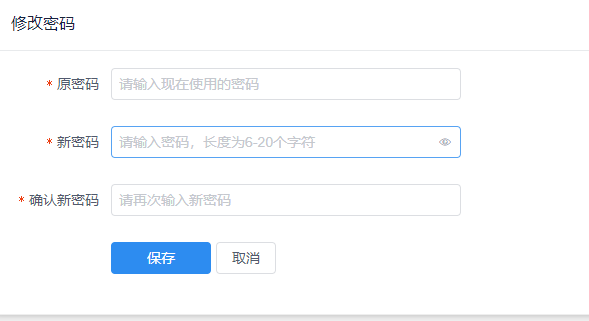 修改密码
* 原密码 请输入现在使用的密码
* 新密码 请输入密码，长度为6-20个字符
* 确认新密码 请再次输入新密码
保存 取消